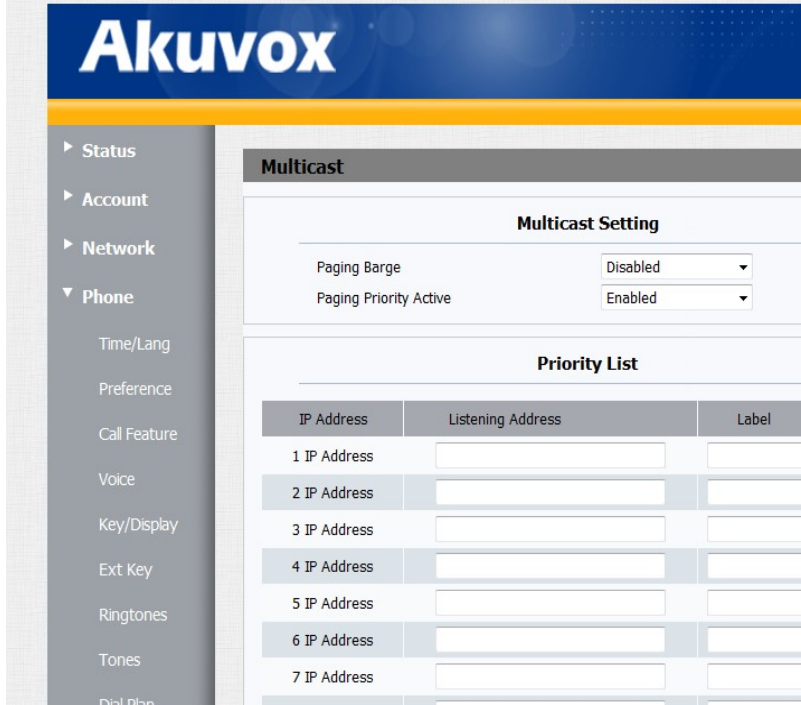 Akuvox
Status
Account
Network
Phone
Time/Lang
Preference
Call Feature
Voice
Key/Display
Ext Key
Ringtones
Tones
Dial Plan
Multicast
Multicast Setting
Paging Barge Disabled
Paging Priority Active Enabled
Priority List
IP Address Listening Address Label
1 IP Address
2 IP Address
3 IP Address
4 IP Address
5 IP Address
6 IP Address
7 IP Address